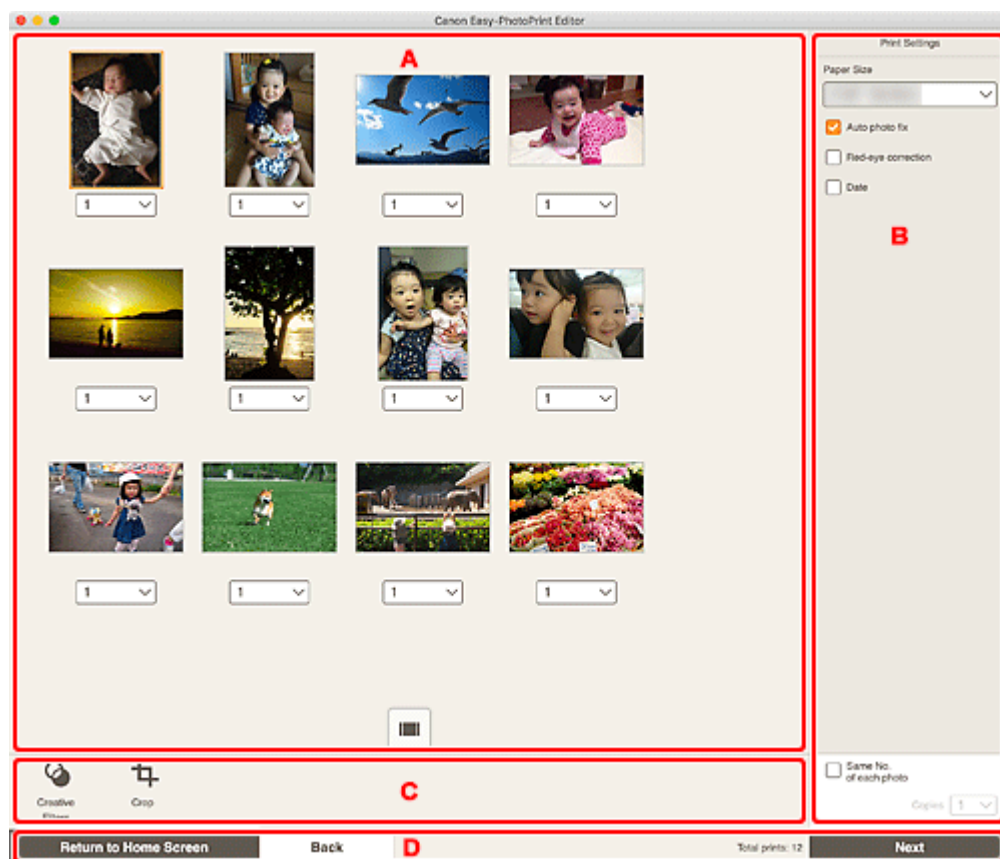 Canon Easy-PhotoPrint Editor
A
Print Settings
Paper Size
Auto photo fix
Red-eye correction
Date
B
1 1 1 1
1 1 1 1
1 1 1 1
Same No.
of each photo
Copies 1
Creative
Filters
Crop
C
Return to Home Screen
Back
D
Total prints: 12
Next